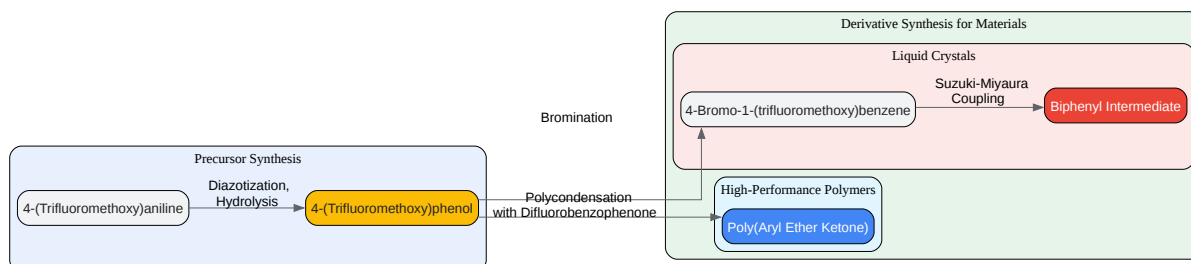 Derivative Synthesis for Materials
Liquid Crystals
Suzuki-Miyaura
Coupling
4-Bromo-1-(trifluoromethoxy)benzene
Biphenyl Intermediate
Bromination
Precursor Synthesis
Diazotization,
Hydrolysis
4-(Trifluoromethoxy)aniline
4-(Trifluoromethoxy)phenol
Polycondensation
with Difluorobenzophenone
High-Performance Polymers
Poly(Aryl Ether Ketone)